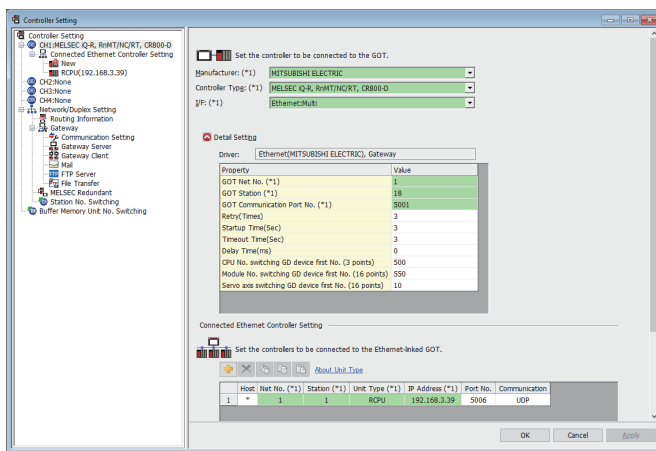 Controller Setting
Controller Setting
CH1:MELSEC iQ-R, RnMT/NC/RT, CR800-D
Connected Ethernet Controller Setting
New
RCPU(192.168.3.39)
CH2:None
CH3:None
CH4:None
Network/Duplex Setting
Routing Information
Gateway
Communication Setting
Gateway Server
Gateway Client
Mail
FTP Server
File Transfer
MELSEC Redundant
Station No. Switching
Buffer Memory Unit No. Switching
Set the controller to be connected to the GOT.
Manufacturer: (*1) MITSUBISHI ELECTRIC
Controller Type: (*1) MELSEC iQ-R, RnMT/NC/RT, CR800-D
I/F: (*1) Ethernet:Multi
Detail Setting
Driver: Ethernet(MITSUBISHI ELECTRIC), Gateway
Property Value
GOT Net No. (*1) 1
GOT Station (*1) 18
GOT Communication Port No. (*1) 5001
Retry(Times) 3
Startup Time(Sec) 3
Timeout Time(Sec) 3
Delay Time(ms) 0
CPU No. switching GD device first No. (3 points) 500
Module No. switching GD device first No. (16 points) 550
Servo axis switching GD device first No. (16 points) 10
Connected Ethernet Controller Setting
Set the controllers to be connected to the Ethernet-linked GOT.
About Unit Type
Host Net No. (*1) Station (*1) Unit Type (*1) IP Address (*1) Port No. Communication
1 * 1 1 RCPU 192.168.3.39 5006 UDP
OK Cancel Apply